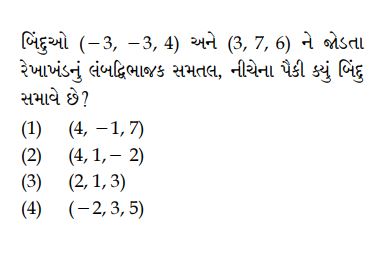 બિંદુઓ (−3, −3, 4) અને (3, 7, 6) ને જોડતા
રેખાખંડનું લંબદ્વિભાજક સમતલ, નીચેના પૈકી ક્યું બિંદુ
સમાવે છે?
(1) (4, −1, 7)
(2) (4, 1, − 2)
(3) (2, 1, 3)
(4) (−2, 3, 5)